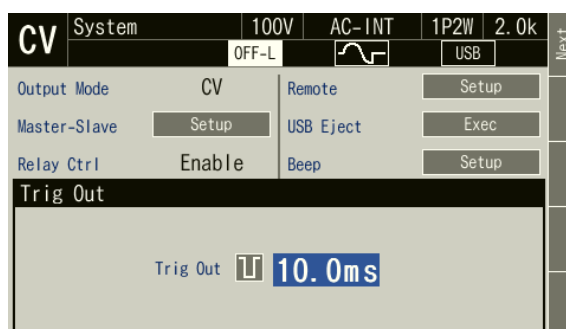 CV System 100V AC-INT 1P2W 2.0k
OFF-L USB
Next
Output Mode CV Remote Setup
Master-Slave Setup USB Eject Exec
Relay Ctrl Enable Beep Setup
Trig Out
Trig Out 10.0ms